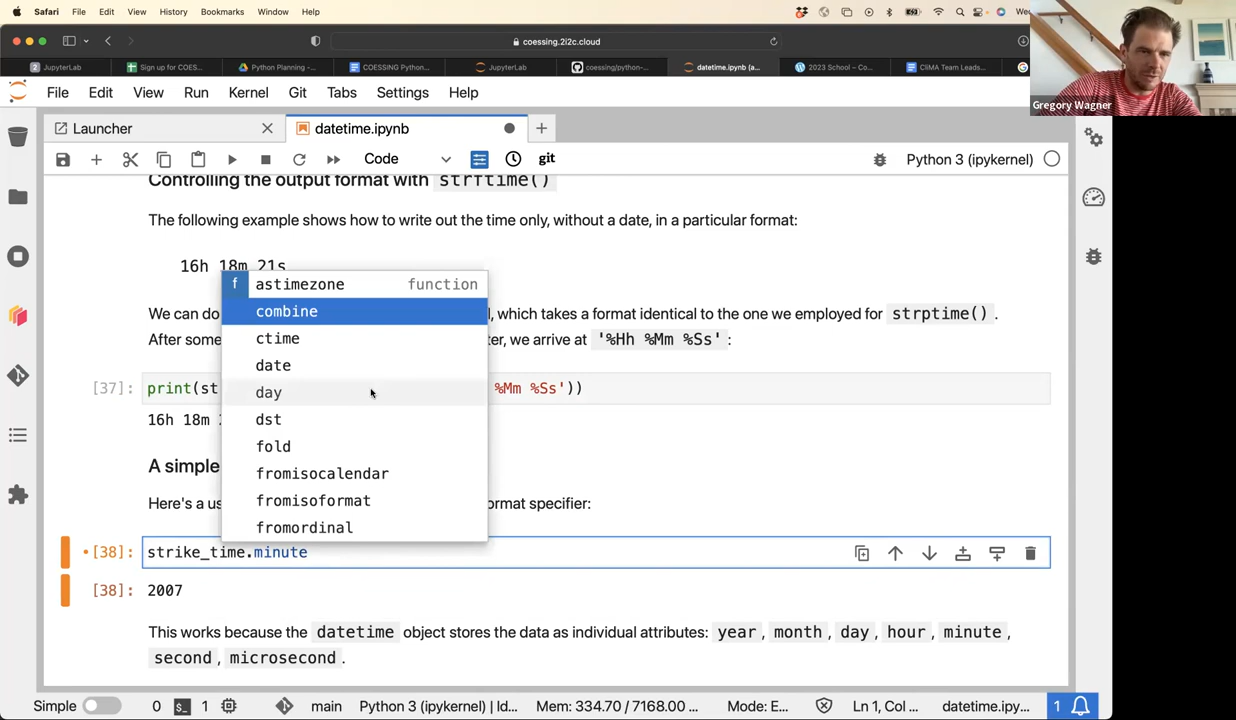 Safari File Edit View History Bookmarks Window Help
coessing.2i2c.cloud
JupyterLab
Sign up for COES...
Python Planning -...
COESSING Python...
JupyterLab
coessing/python-...
datetime.ipynb (a...
2023 School – Co...
CliMA Team Leads...
Gregory Wagner
File Edit View Run Kernel Git Tabs Settings Help
Launcher
datetime.ipynb
Code
git
Python 3 (ipykernel)
Controlling the output format with strftime()
The following example shows how to write out the time only, without a date, in a particular format:
16h 18m 21s
f astimezone function
combine
ctime
date
day
dst
fold
fromisocalendar
fromisoformat
fromordinal
We can do
, which takes a format identical to the one we employed for strptime() .
After some
ter, we arrive at '%Hh %Mm %Ss' :
[37]: print(st
%Mm %Ss'))
16h 18m
A simple
Here's a us
ormat specifier:
[38]: strike_time.minute
[38]: 2007
This works because the datetime object stores the data as individual attributes: year , month , day , hour , minute ,
second , microsecond .
Simple 0 1 main Python 3 (ipykernel) | Id... Mem: 334.70 / 7168.00 ... Mode: E... Ln 1, Col ... datetime.ipy... 1